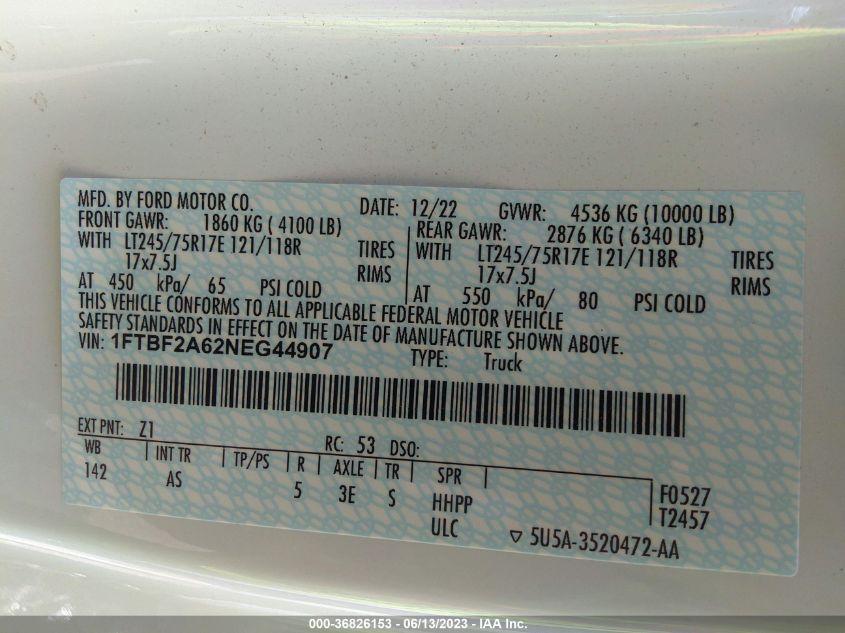 MFD. BY FORD MOTOR CO. DATE: 12/22 GVWR: 4536 KG (10000 LB)
FRONT GAWR: 1860 KG ( 4100 LB) REAR GAWR: 2876 KG ( 6340 LB)
WITH LT245/75R17E 121/118R TIRES WITH LT245/75R17E 121/118R TIRES
17x7.5J RIMS 17x7.5J RIMS
AT 450 kPa/ 65 PSI COLD AT 550 kPa/ 80 PSI COLD
THIS VEHICLE CONFORMS TO ALL APPLICABLE FEDERAL MOTOR VEHICLE
SAFETY STANDARDS IN EFFECT ON THE DATE OF MANUFACTURE SHOWN ABOVE.
VIN: 1FTBF2A62NEG44907 TYPE: Truck
EXT PNT: Z1 RC: 53 DSO:
WB INT TR TP/PS R AXLE TR SPR F0527
142 AS 5 3E S HHPP T2457
ULC 5U5A-3520472-AA
000-36826153 - 06/13/2023 - IAA Inc.